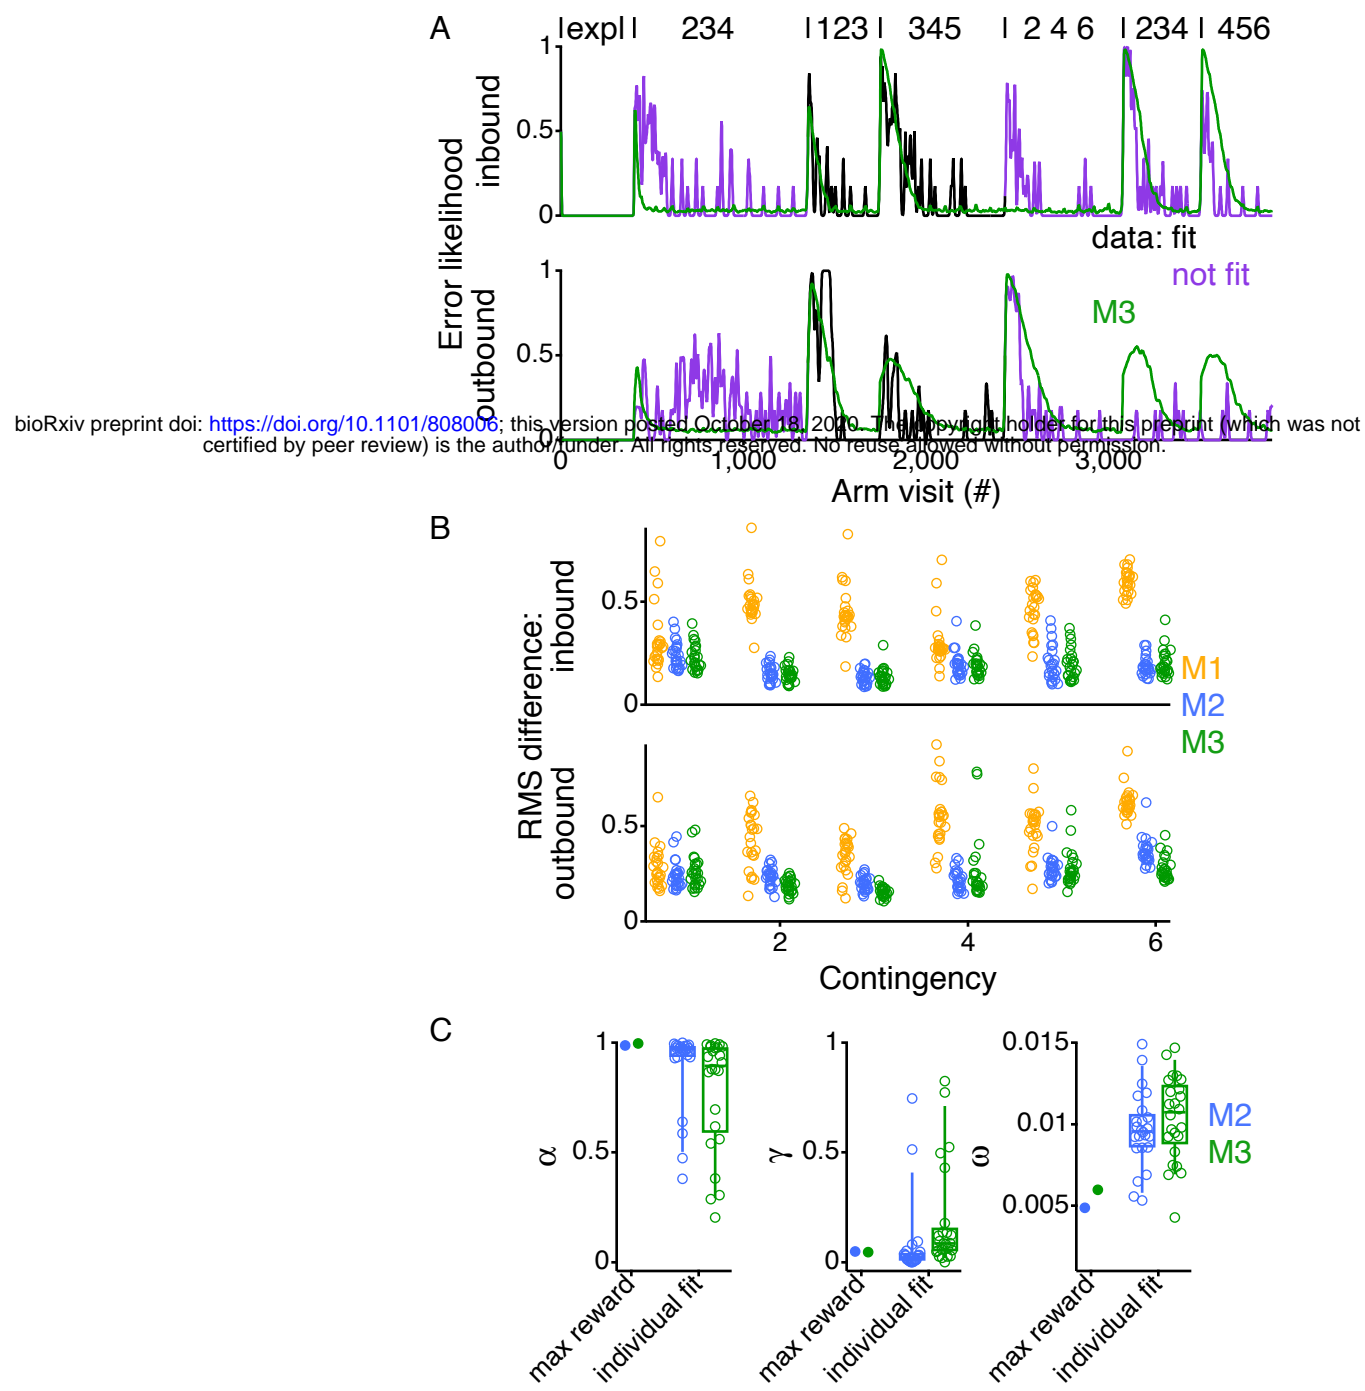 A
|expl| 234 |123 | 345 | 2 4 6 |234 | 456
1
0.5
0
inbound
Error likelihood
data: fit
not fit
M3
1
0.5
0
outbound
bioRxiv preprint doi: https://doi.org/10.1101/808006; this version posted October 18, 2020. The copyright holder for this preprint (which was not
certified by peer review) is the author/funder. All rights reserved. No reuse allowed without permission.
0 1,000 2,000 3,000
Arm visit (#)
B
RMS difference:
inbound
0.5
0
M1
M2
M3
outbound
0.5
0
2 4 6
Contingency
C
α
1
0.5
0
max reward
individual fit
γ
1
0.5
0
max reward
individual fit
ω
0.015
0.010
0.005
max reward
individual fit
M2
M3